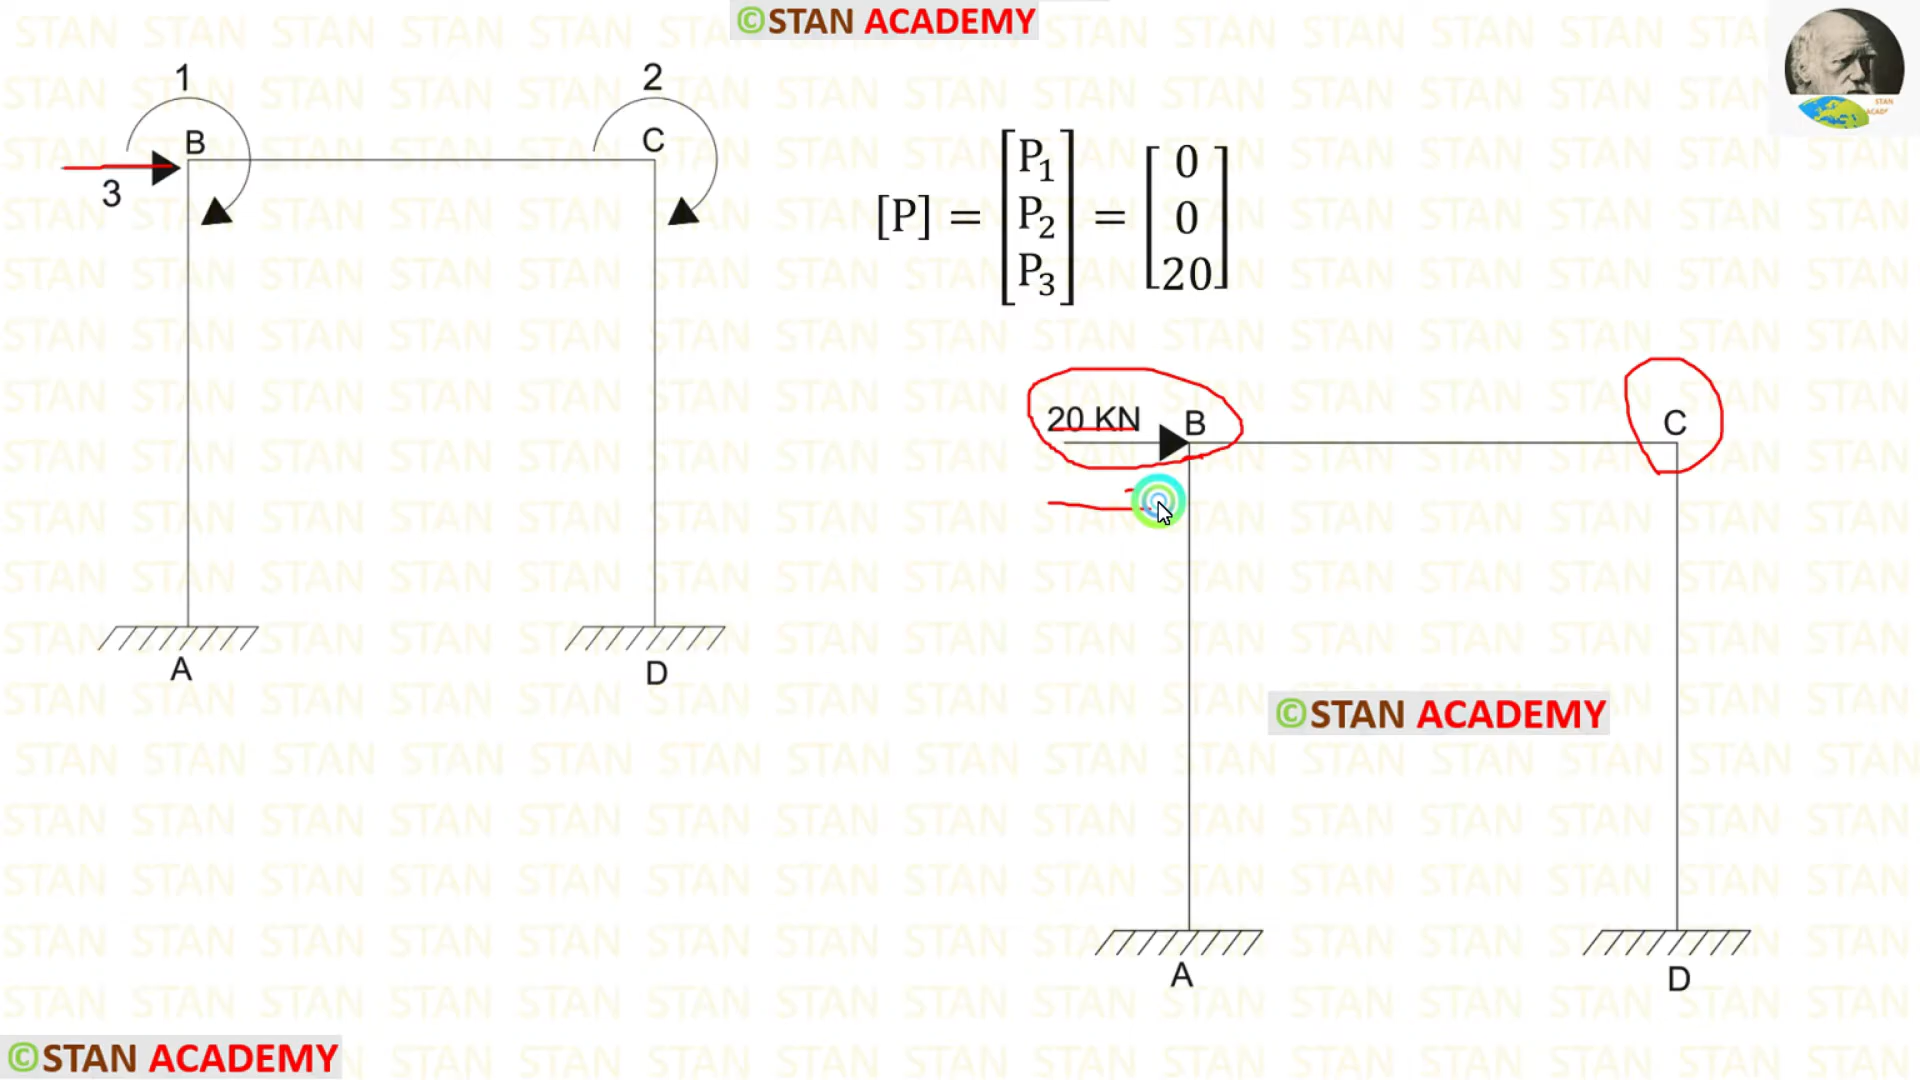 ©STAN ACADEMY
1
2
B
C
3
A
D
[P] = [P1 P2 P3] = [0 0 20]
20 KN
B
C
A
D
©STAN ACADEMY
©STAN ACADEMY